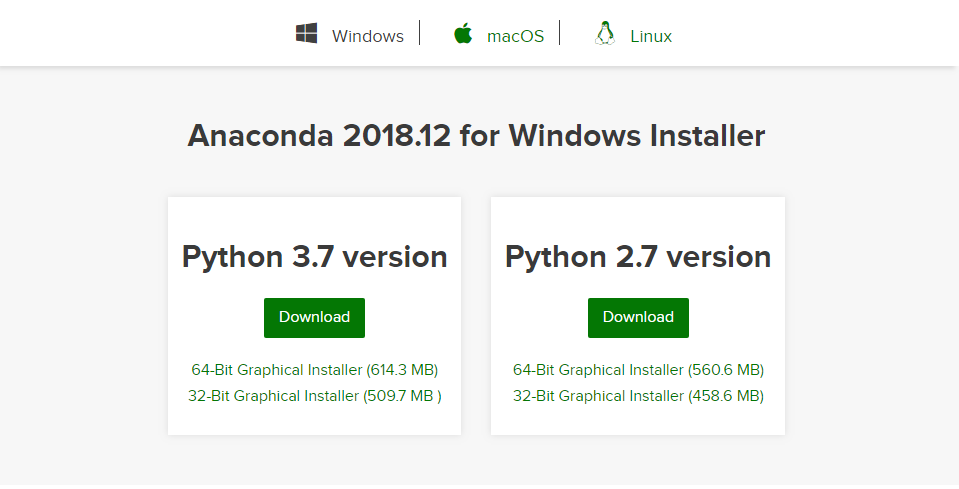 Windows macOS Linux
Anaconda 2018.12 for Windows Installer
Python 3.7 version
Download
64-Bit Graphical Installer (614.3 MB)
32-Bit Graphical Installer (509.7 MB )
Python 2.7 version
Download
64-Bit Graphical Installer (560.6 MB)
32-Bit Graphical Installer (458.6 MB)